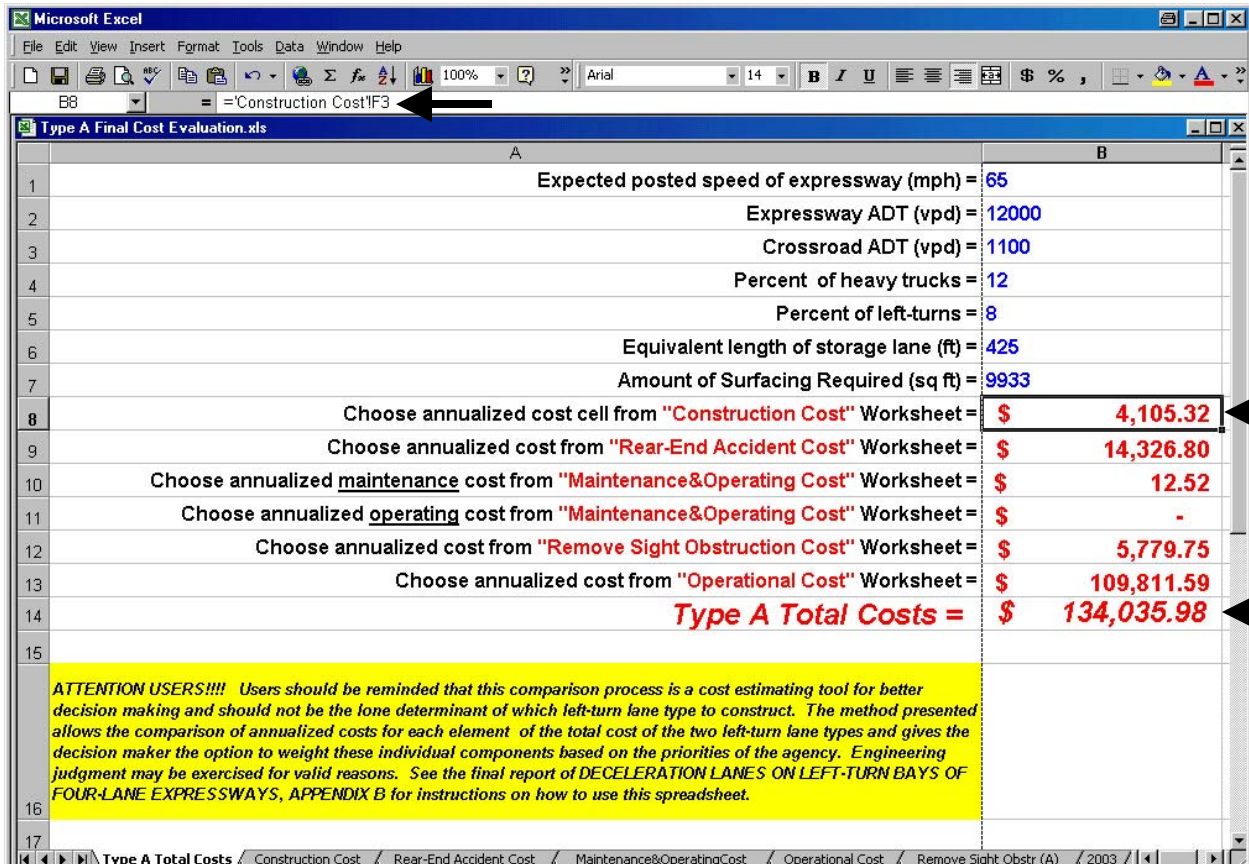 Microsoft Excel
File Edit View Insert Format Tools Data Window Help
100% Arial 14 B I U $ % ,
B8 = ='Construction Cost'!F3
Type A Final Cost Evaluation.xls
A B
1 Expected posted speed of expressway (mph) = 65
2 Expressway ADT (vpd) = 12000
3 Crossroad ADT (vpd) = 1100
4 Percent of heavy trucks = 12
5 Percent of left-turns = 8
6 Equivalent length of storage lane (ft) = 425
7 Amount of Surfacing Required (sq ft) = 9933
8 Choose annualized cost cell from "Construction Cost" Worksheet = $ 4,105.32
9 Choose annualized cost from "Rear-End Accident Cost" Worksheet = $ 14,326.80
10 Choose annualized maintenance cost from "Maintenance&Operating Cost" Worksheet = $ 12.52
11 Choose annualized operating cost from "Maintenance&Operating Cost" Worksheet = $ -
12 Choose annualized cost from "Remove Sight Obstruction Cost" Worksheet = $ 5,779.75
13 Choose annualized cost from "Operational Cost" Worksheet = $ 109,811.59
14 Type A Total Costs = $ 134,035.98
15
ATTENTION USERS!!!! Users should be reminded that this comparison process is a cost estimating tool for better
decision making and should not be the lone determinant of which left-turn lane type to construct. The method presented
allows the comparison of annualized costs for each element of the total cost of the two left-turn lane types and gives the
decision maker the option to weight these individual components based on the priorities of the agency. Engineering
judgment may be exercised for valid reasons. See the final report of DECELERATION LANES ON LEFT-TURN BAYS OF
FOUR-LANE EXPRESSWAYS, APPENDIX B for instructions on how to use this spreadsheet.
16
17
Type A Total Costs / Construction Cost / Rear-End Accident Cost / Maintenance&OperatingCost / Operational Cost / Remove Sight Obstr (A) / 2003 /